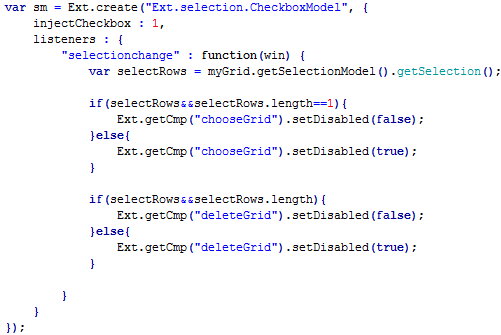 var sm = Ext.create("Ext.selection.CheckboxModel", {
    injectCheckbox : 1,
    listeners : {
        "selectionchange" : function(win) {
            var selectRows = myGrid.getSelectionModel().getSelection();

            if(selectRows&&selectRows.length==1){
                Ext.getCmp("chooseGrid").setDisabled(false);
            }else{
                Ext.getCmp("chooseGrid").setDisabled(true);
            }

            if(selectRows&&selectRows.length){
                Ext.getCmp("deleteGrid").setDisabled(false);
            }else{
                Ext.getCmp("deleteGrid").setDisabled(true);
            }

        }
    }
});